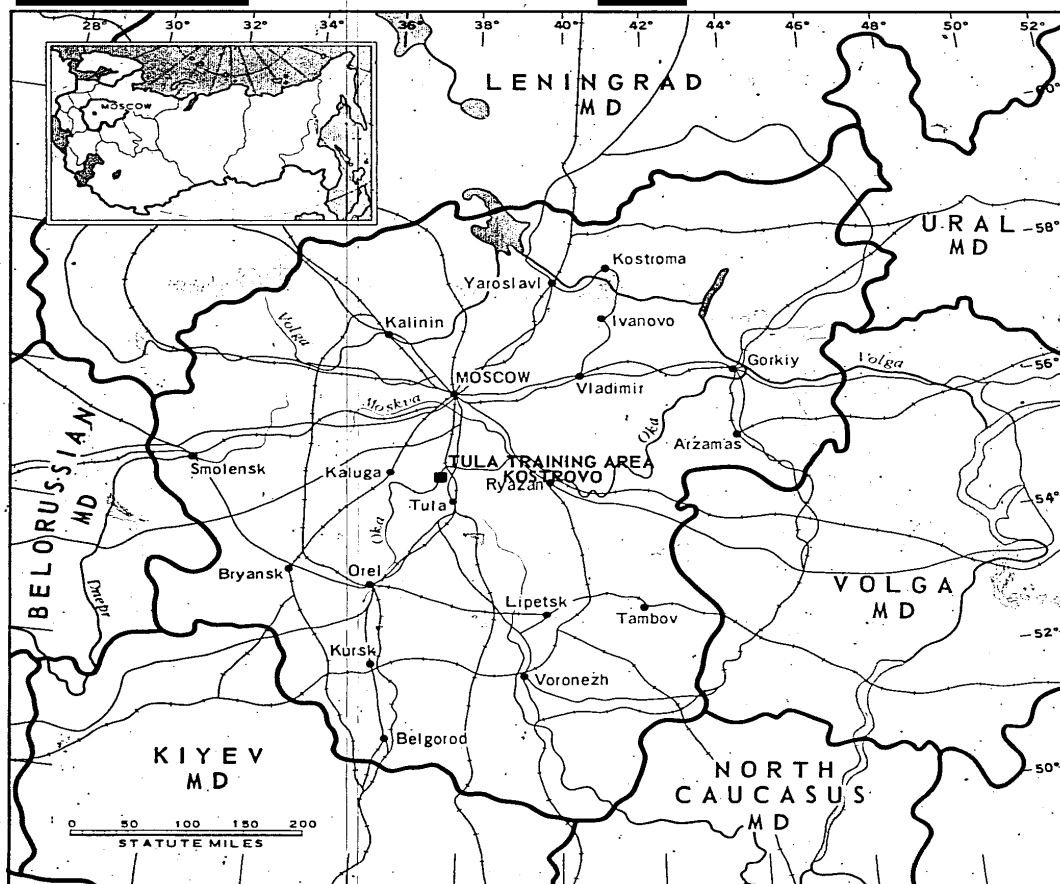 28° 30° 32° 34° 36° 38° 40° 42° 44° 46° 48° 50° 52°
MOSCOW
LENINGRAD
MD
60°
URAL
MD
58°
Kostroma
Yaroslavl
Ivanovo
Kalinin
Volga
Gorkiy
Volga
56°
MOSCOW
Vladimir
Moskva
Oka
Arzamas
Smolensk
Kaluga
TULA TRAINING AREA
KOSTROVO
Ryazan
Tula
54°
BELORUSSIAN
MD
Oka
Dnepr
Bryansk
Orel
Lipetsk
Tambov
VOLGA
MD
52°
Kursk
Voronezh
Belgorod
KIYEV
MD
NORTH
CAUCASUS
MD
50°
0 50 100 150 200
STATUTE MILES